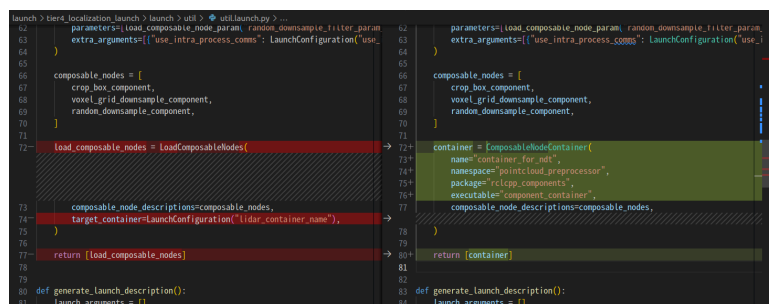 launch > tier4_localization_launch > launch > util > util.launch.py > ...
62 parameters=[load_composable_node_param("random_downsample_filter_param
63 extra_arguments=[{"use_intra_process_comms": LaunchConfiguration("use_
64 )
65
66 composable_nodes = [
67 crop_box_component,
68 voxel_grid_downsample_component,
69 random_downsample_component,
70 ]
71
72- load_composable_nodes = LoadComposableNodes(
73 composable_node_descriptions=composable_nodes,
74- target_container=LaunchConfiguration("lidar_container_name"),
75 )
76
77- return [load_composable_nodes]
78
79
80 def generate_launch_description():
81 launch_arguments = []
62 parameters=[load_composable_node_param("random_downsample_filter_param
63 extra_arguments=[{"use_intra_process_comms": LaunchConfiguration("use_i
64 )
65
66 composable_nodes = [
67 crop_box_component,
68 voxel_grid_downsample_component,
69 random_downsample_component,
70 ]
71
72+ container = ComposableNodeContainer(
73+ name="container_for_ndt",
74+ namespace="pointcloud_preprocessor",
75+ package="rclcpp_components",
76+ executable="component_container",
77 composable_node_descriptions=composable_nodes,
78 )
79
80+ return [container]
81
82
83 def generate_launch_description():
84 launch_arguments = []